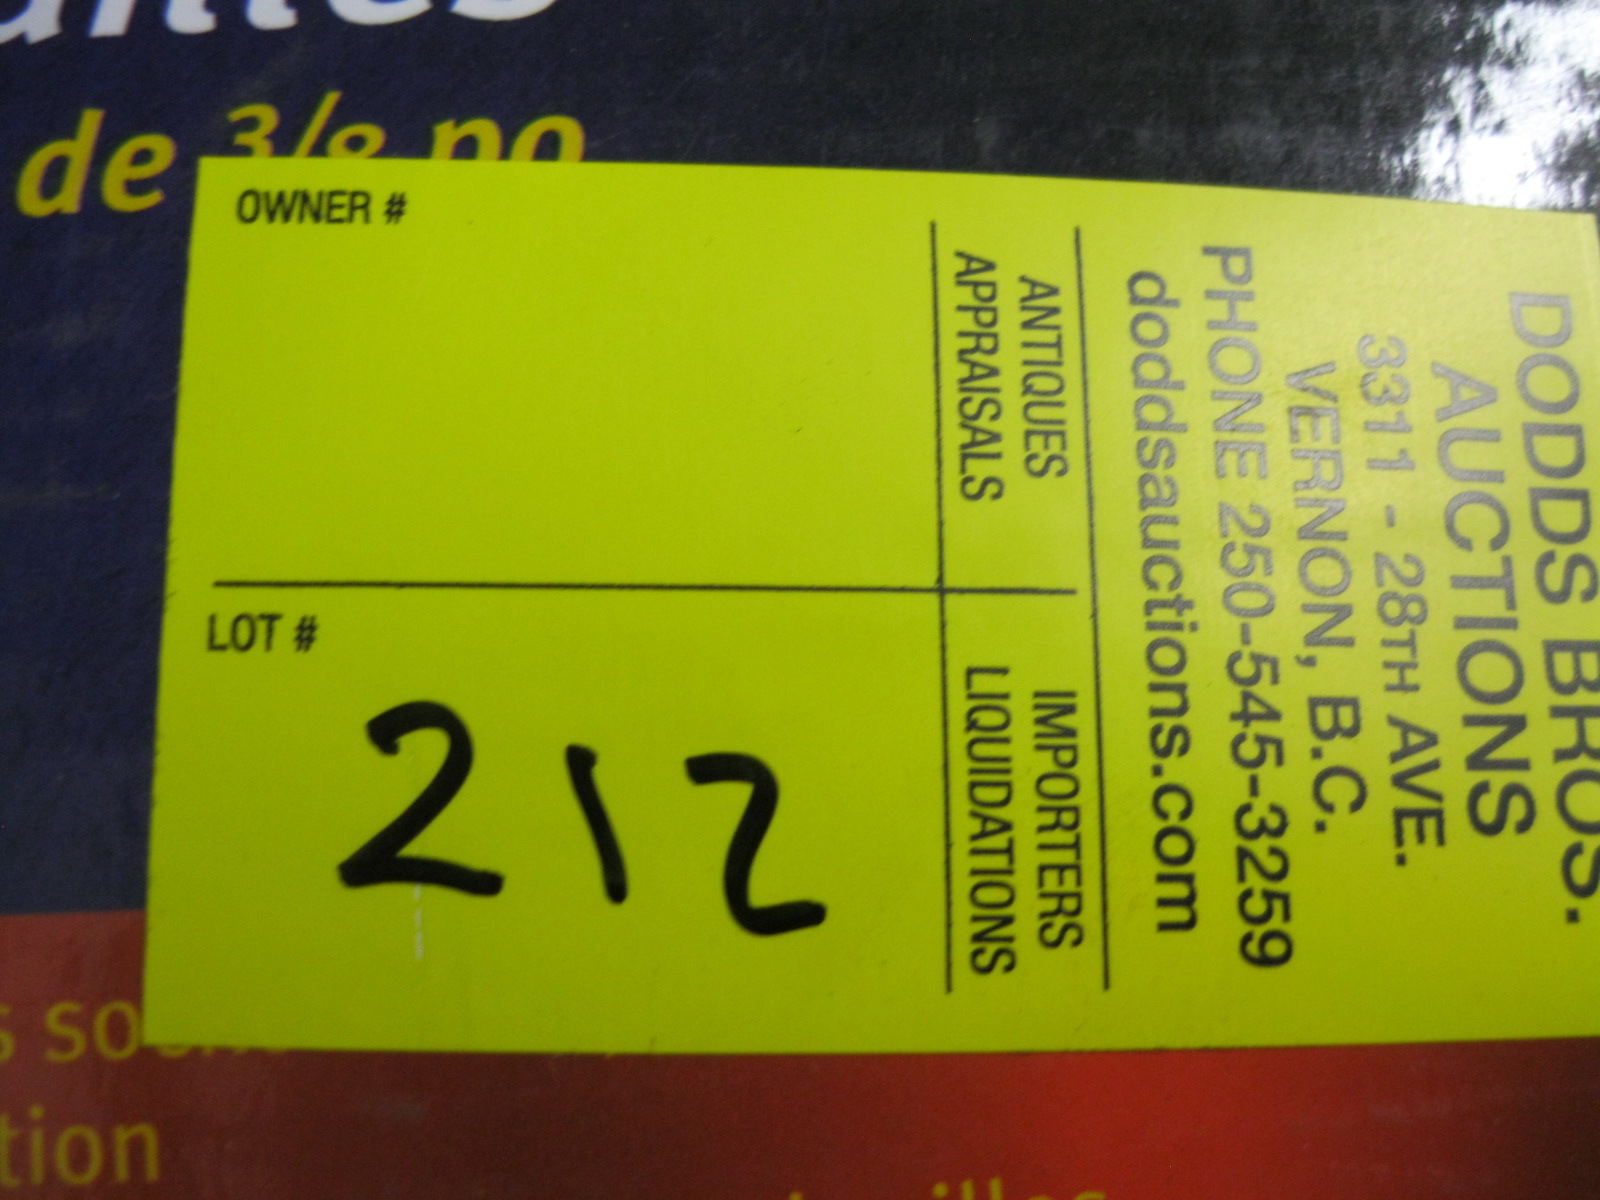 de 3/8 po
OWNER #
LOT #
212
DODDS BROS.
AUCTIONS
3311 - 28TH AVE.
VERNON, B.C.
PHONE 250-545-3259
doddsauctions.com
ANTIQUES
APPRAISALS
IMPORTERS
LIQUIDATIONS
tion